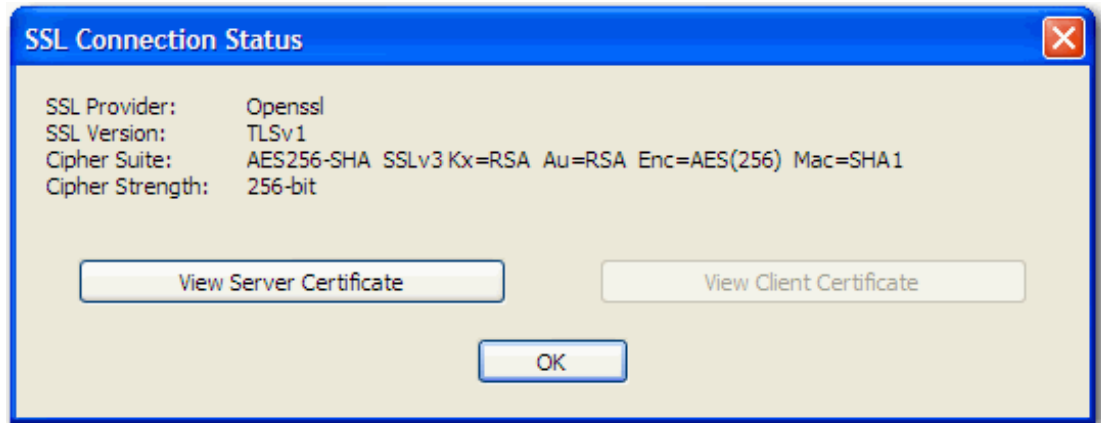 SSL Connection Status
SSL Provider: Openssl
SSL Version: TLSv1
Cipher Suite: AES256-SHA SSLv3 Kx=RSA Au=RSA Enc=AES(256) Mac=SHA1
Cipher Strength: 256-bit
View Server Certificate View Client Certificate
OK